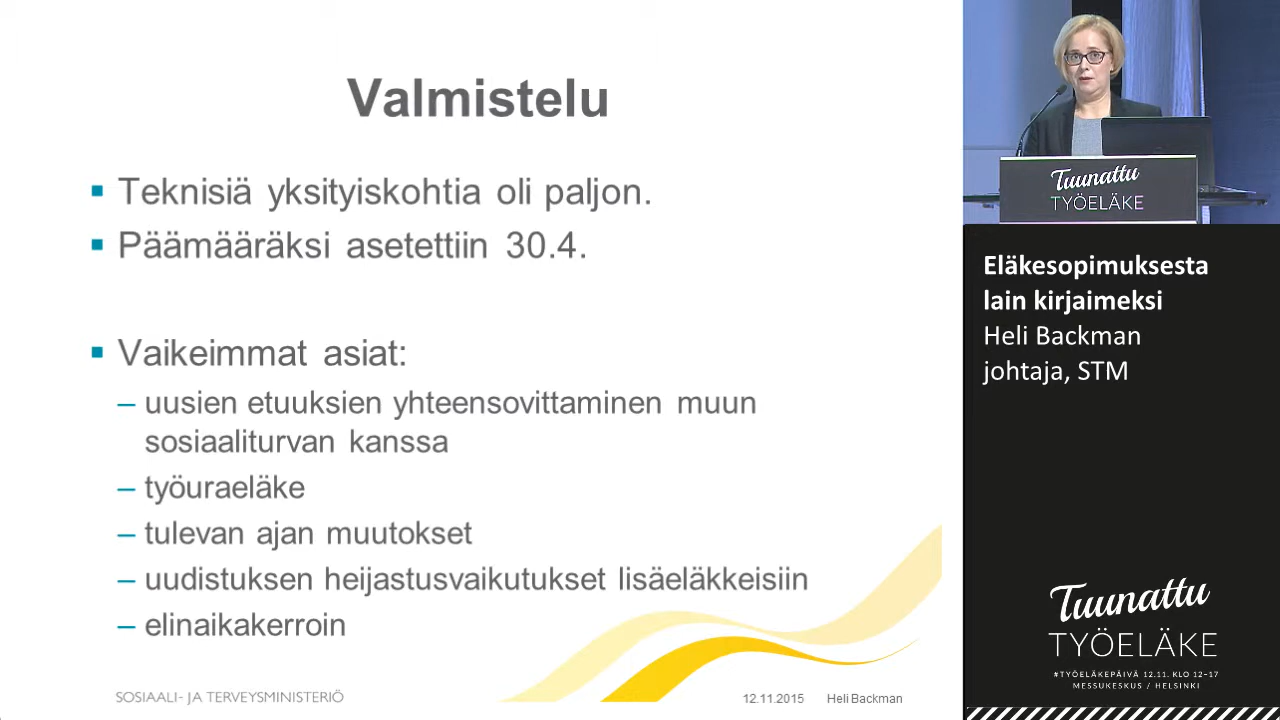 Valmistelu
Teknisiä yksityiskohtia oli paljon.
Päämääräksi asetettiin 30.4.
Vaikeimmat asiat:
– uusien etuuksien yhteensovittaminen muun
sosiaaliturvan kanssa
– työuraeläke
– tulevan ajan muutokset
– uudistuksen heijastusvaikutukset lisäeläkkeisiin
– elinaikakerroin
SOSIAALI- JA TERVEYSMINISTERIÖ
12.11.2015 Heli Backman
Tuunattu
TYÖELÄKE
Eläkesopimuksesta
lain kirjaimeksi
Heli Backman
johtaja, STM
Tuunattu
TYÖELÄKE
#TYÖELÄKEPÄIVÄ 12.11. KLO 12–17
MESSUKESKUS / HELSINKI